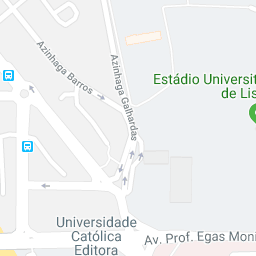 Azinhaga Barros
Azinhaga Galhardas
Estádio Universit
de Lis
Universidade
Católica
Editora
Av. Prof. Egas Moni